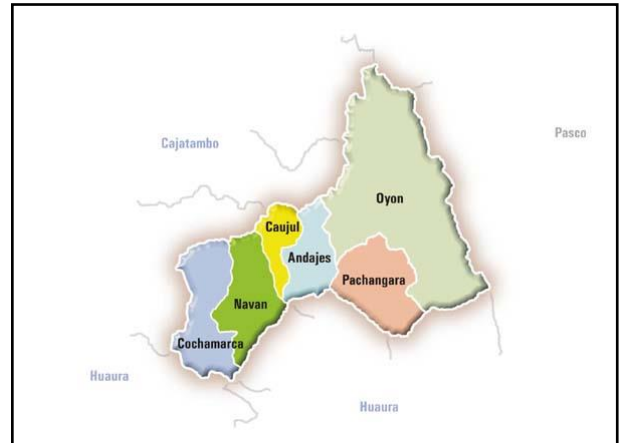 Pasco
Cajatambo
Oyon
Caujul
Andajes
Pachangara
Navan
Cochamarca
Huaura
Huaura